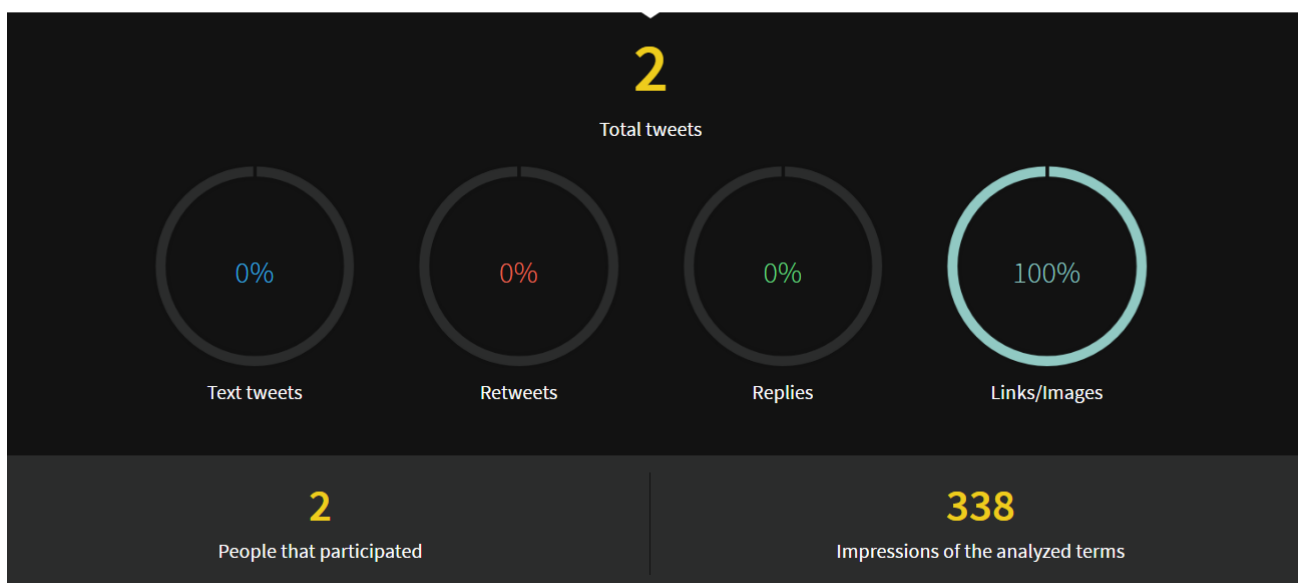 2
Total tweets
0%
0%
0%
100%
Text tweets
Retweets
Replies
Links/Images
2
People that participated
338
Impressions of the analyzed terms